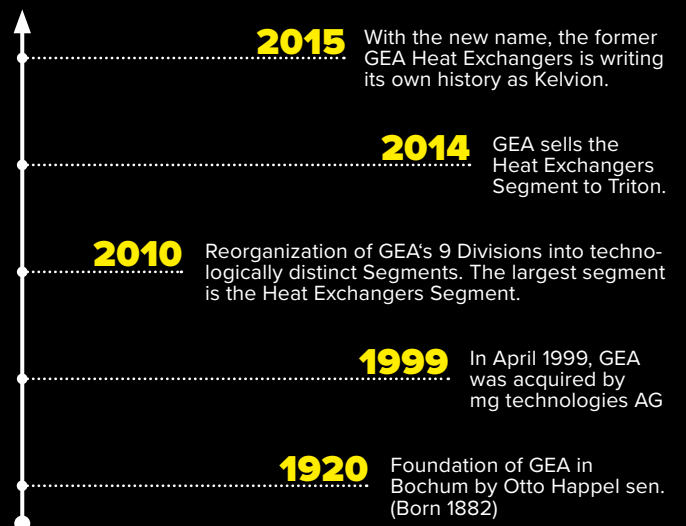 2015
With the new name, the former
GEA Heat Exchangers is writing
its own history as Kelvion.
2014
GEA sells the
Heat Exchangers
Segment to Triton.
2010
Reorganization of GEA‘s 9 Divisions into techno-
logically distinct Segments. The largest segment
is the Heat Exchangers Segment.
1999
In April 1999, GEA
was acquired by
mg technologies AG
1920
Foundation of GEA in
Bochum by Otto Happel sen.
(Born 1882)